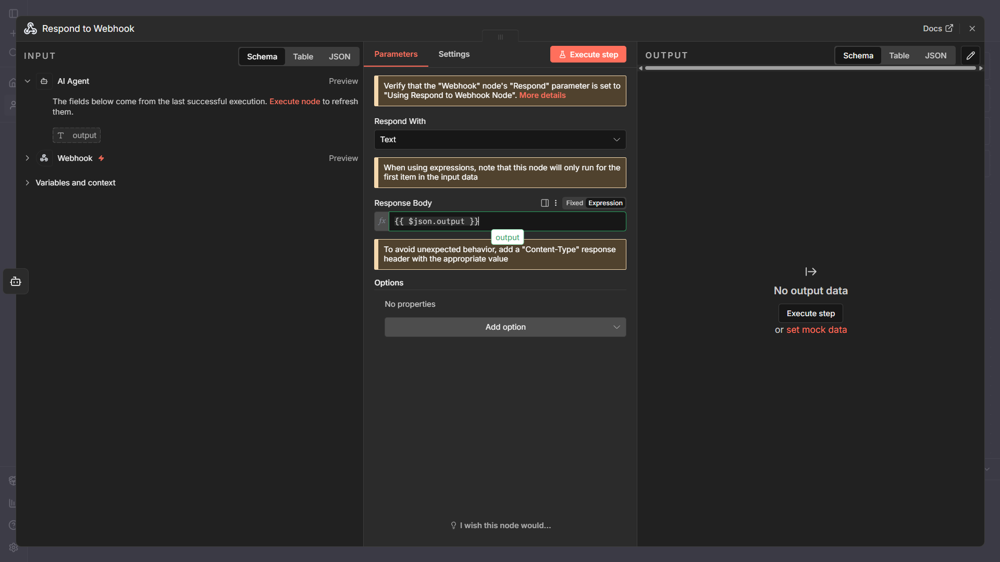 Respond to Webhook
Docs
INPUT
Schema
Table
JSON
AI Agent
Preview
The fields below come from the last successful execution. Execute node to refresh
them.
T output
Webhook
Preview
Variables and context
Parameters
Settings
Execute step
Verify that the "Webhook" node's "Respond" parameter is set to
"Using Respond to Webhook Node". More details
Respond With
Text
When using expressions, note that this node will only run for the
first item in the input data
Response Body
Fixed
Expression
fx
{{ $json.output }}
output
To avoid unexpected behavior, add a "Content-Type" response
header with the appropriate value
Options
No properties
Add option
I wish this node would...
OUTPUT
Schema
Table
JSON
No output data
Execute step
or set mock data